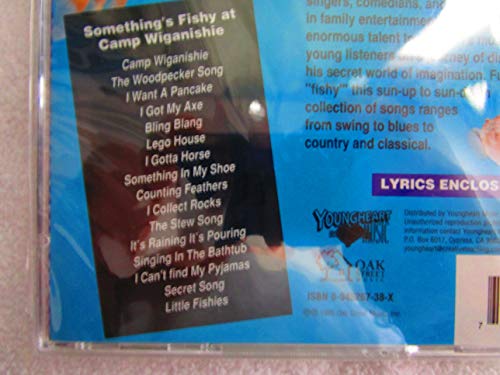 Something's Fishy at
Camp Wiganishie
Camp Wiganishie
The Woodpecker Song
I Want A Pancake
I Got My Axe
Bling Blang
Lego House
I Gotta Horse
Something In My Shoe
Counting Feathers
I Collect Rocks
The Stew Song
It's Raining It's Pouring
Singing In The Bathtub
I Can't find My Pyjamas
Secret Song
Little Fishies
singers, comedians, and
in family entertainment
enormous talent
young listeners journey of
his secret world of imagination.
"fishy" this sun-up to sun-
collection of songs ranges
from swing to blues to
country and classical.
LYRICS ENCLOS
YOUNGHEART
MUSIC
OAK
STREET
MUSIC
Distributed by Youngheart
Unauthorized reproduction
information contact Youngheart
P.O. Box 6017, Cypress, CA
7